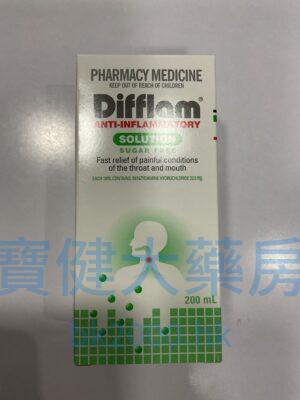 PHARMACY MEDICINE
KEEP OUT OF REACH OF CHILDREN
Difflam®
ANTI-INFLAMMATORY
SOLUTION
SUGAR FREE
Fast relief of painful conditions
of the throat and mouth
寶健大藥房
200 mL